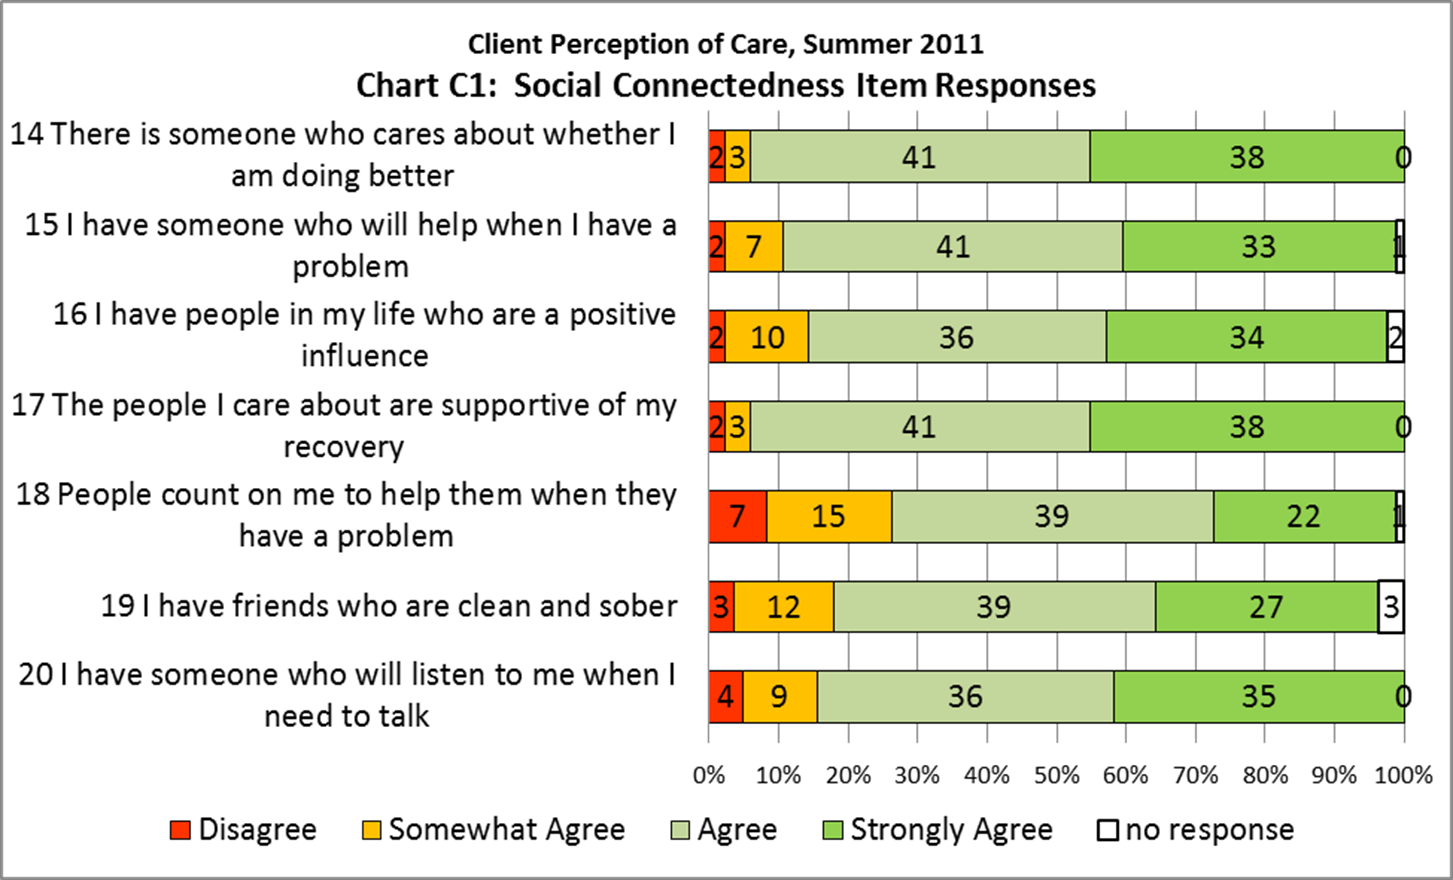 Client Perception of Care, Summer 2011
Chart C1:  Social Connectedness Item Responses
14 There is someone who cares about whether I
am doing better
2 3 41 38 0
15 I have someone who will help when I have a
problem
2 7 41 33 1
16 I have people in my life who are a positive
influence
2 10 36 34 2
17 The people I care about are supportive of my
recovery
2 3 41 38 0
18 People count on me to help them when they
have a problem
7 15 39 22 1
19 I have friends who are clean and sober
3 12 39 27 3
20 I have someone who will listen to me when I
need to talk
4 9 36 35 0
0% 10% 20% 30% 40% 50% 60% 70% 80% 90% 100%
Disagree Somewhat Agree Agree Strongly Agree no response